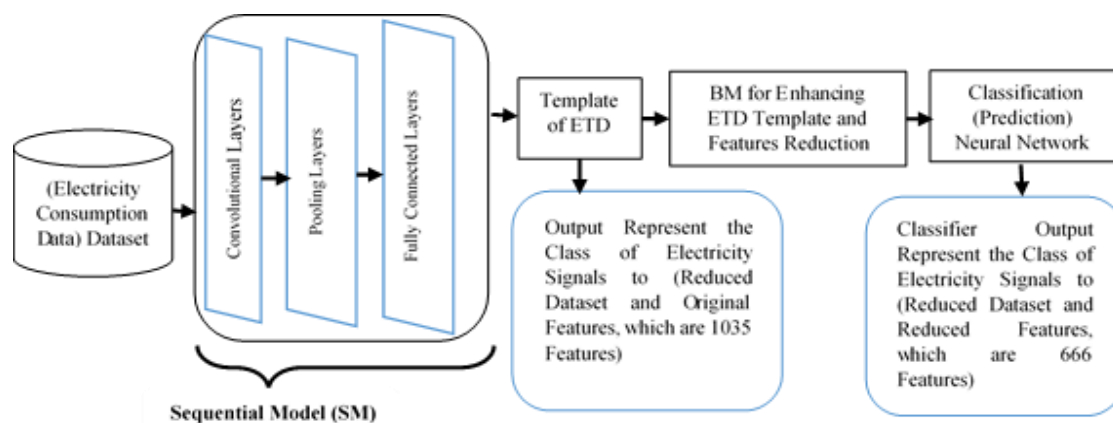 (Electricity
Consumption
Data) Dataset
Convolutional Layers
Pooling Layers
Fully Connected Layers
Sequential Model (SM)
Template
of ETD
BM for Enhancing
ETD Template and
Features Reduction
Classification
(Prediction)
Neural Network
Output Represent the
Class of Electricity
Signals to (Reduced
Dataset and Original
Features, which are 1035
Features)
Classifier Output
Represent the Class of
Electricity Signals to
(Reduced Dataset and
Reduced Features,
which are 666
Features)